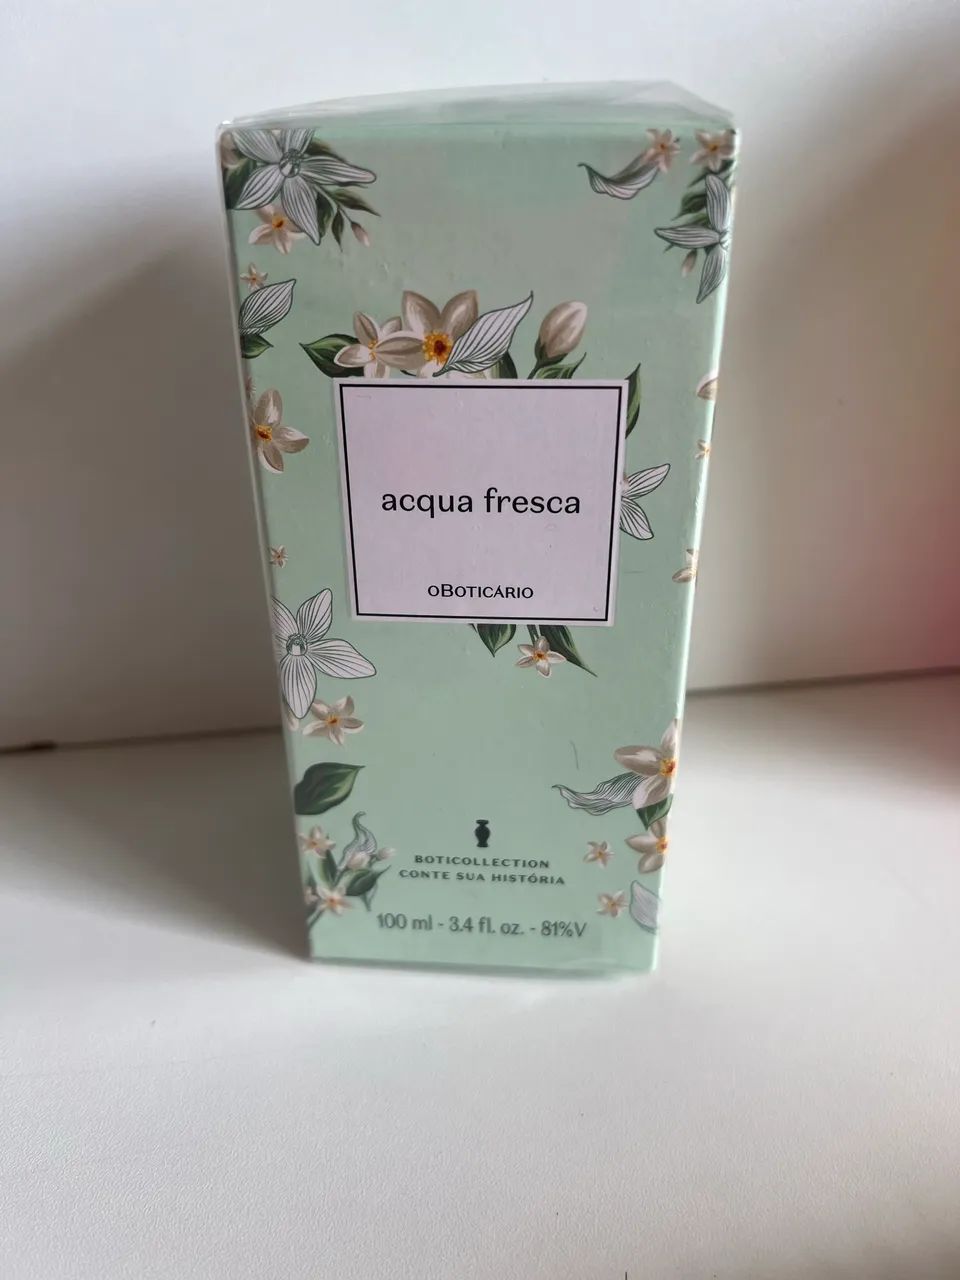 acqua fresca
oBOTICÁRIO
BOTICOLLECTION
CONTE SUA HISTÓRIA
100 ml - 3.4 fl. oz. - 81%V